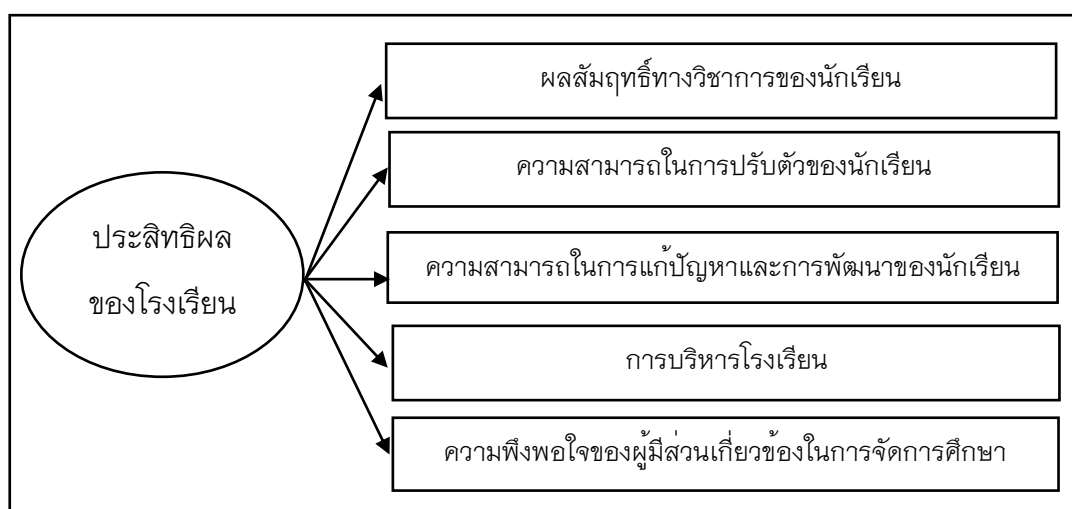 ประสิทธิผล
ของโรงเรียน
ผลสัมฤทธิ์ทางวิชาการของนักเรียน
ความสามารถในการปรับตัวของนักเรียน
ความสามารถในการแก้ปัญหาและการพัฒนาของนักเรียน
การบริหารโรงเรียน
ความพึงพอใจของผู้มีส่วนเกี่ยวข้องในการจัดการศึกษา